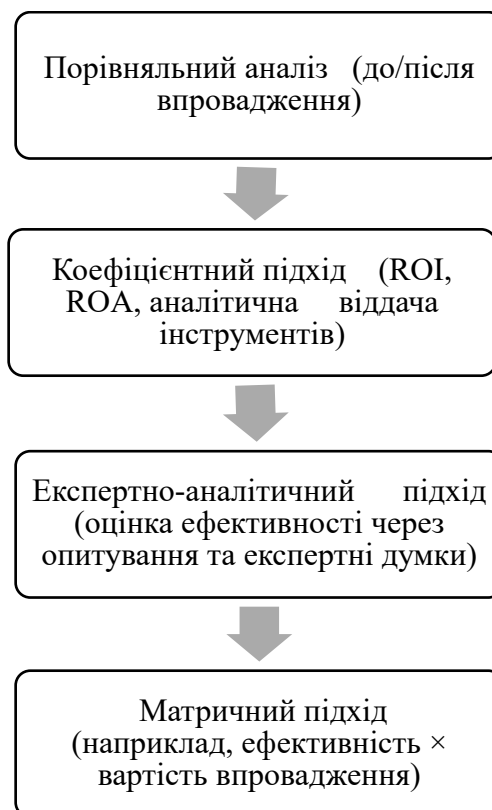 Порівняльний аналіз (до/після
впровадження)
Коефіцієнтний підхід (ROI,
ROA, аналітична віддача
інструментів)
Експертно-аналітичний підхід
(оцінка ефективності через
опитування та експертні думки)
Матричний підхід
(наприклад, ефективність ×
вартість впровадження)